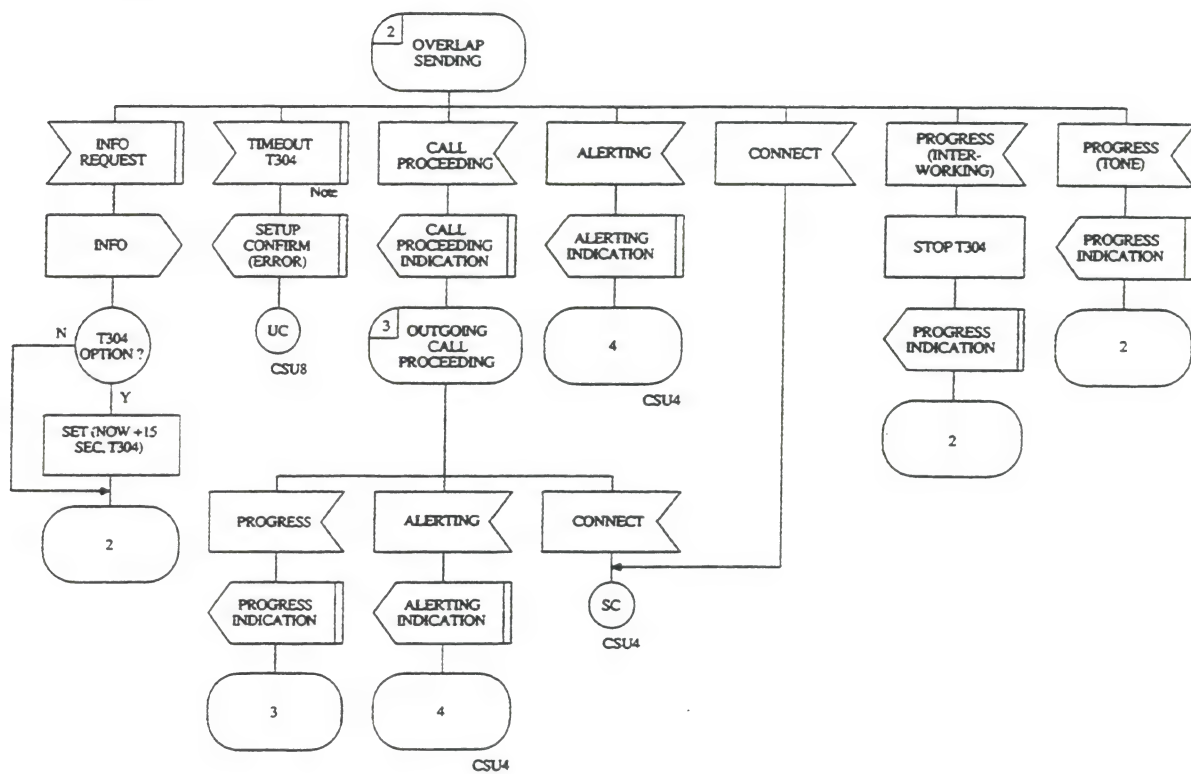 2
OVERLAP
SENDING
INFO
REQUEST
TIMEOUT
T304
Note
CALL
PROCEEDING
ALERTING
CONNECT
PROGRESS
(INTER-
WORKING)
PROGRESS
(TONE)
INFO
SETUP
CONFIRM
(ERROR)
CALL
PROCEEDING
INDICATION
ALERTING
INDICATION
STOP T304
PROGRESS
INDICATION
N
T304
OPTION ?
Y
UC
CSU8
3
OUTGOING
CALL
PROCEEDING
4
CSU4
PROGRESS
INDICATION
2
SET (NOW +15
SEC, T304)
2
2
PROGRESS
ALERTING
CONNECT
PROGRESS
INDICATION
ALERTING
INDICATION
SC
CSU4
3
4
CSU4